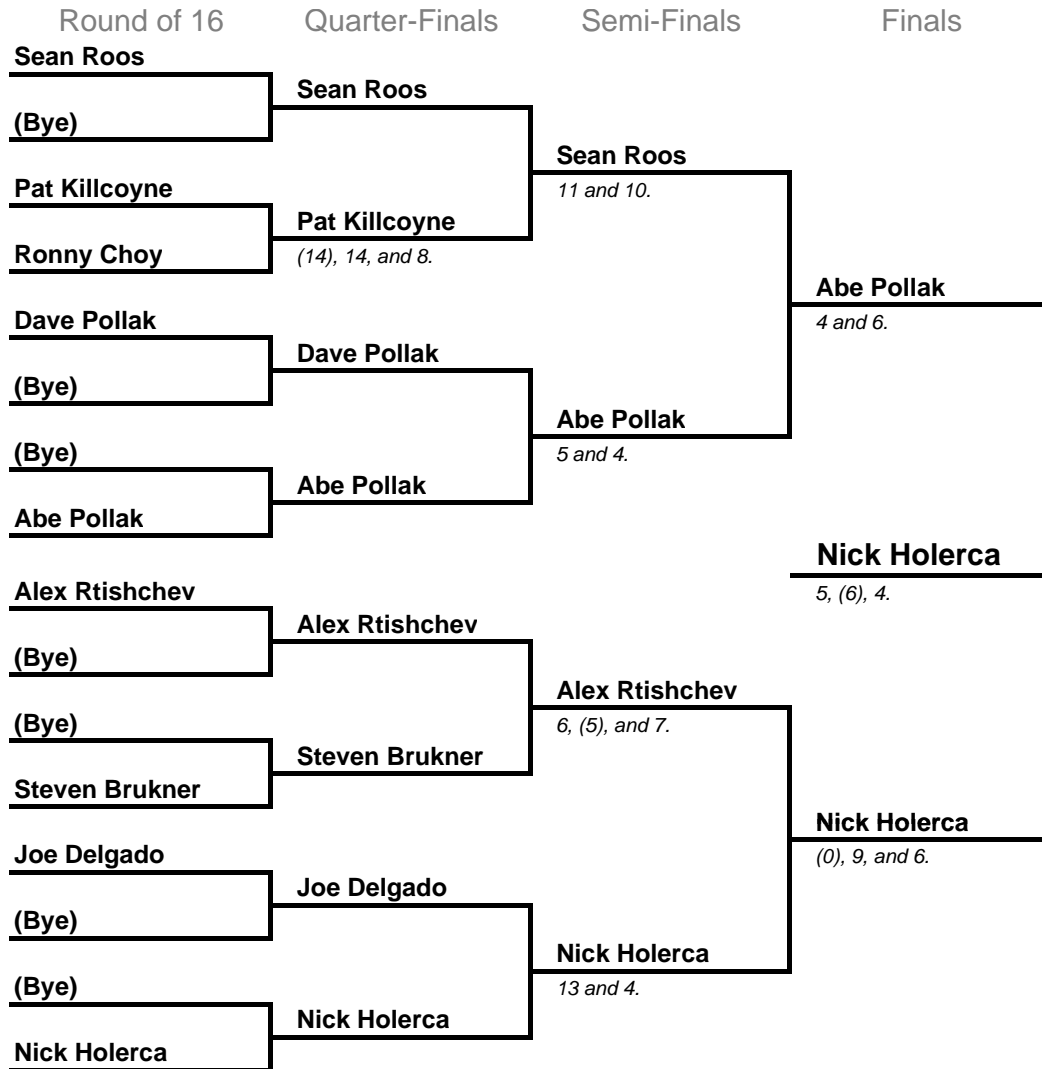 Round of 16 Quarter-Finals Semi-Finals Finals
Sean Roos
(Bye)
Pat Killcoyne
Ronny Choy
Dave Pollak
(Bye)
(Bye)
Abe Pollak
Alex Rtishchev
(Bye)
(Bye)
Steven Brukner
Joe Delgado
(Bye)
(Bye)
Nick Holerca
Sean Roos
Pat Killcoyne
(14), 14, and 8.
Dave Pollak
Abe Pollak
Alex Rtishchev
Steven Brukner
Joe Delgado
Nick Holerca
Sean Roos
11 and 10.
Abe Pollak
5 and 4.
Alex Rtishchev
6, (5), and 7.
Nick Holerca
13 and 4.
Abe Pollak
4 and 6.
Nick Holerca
5, (6), 4.
Nick Holerca
(0), 9, and 6.